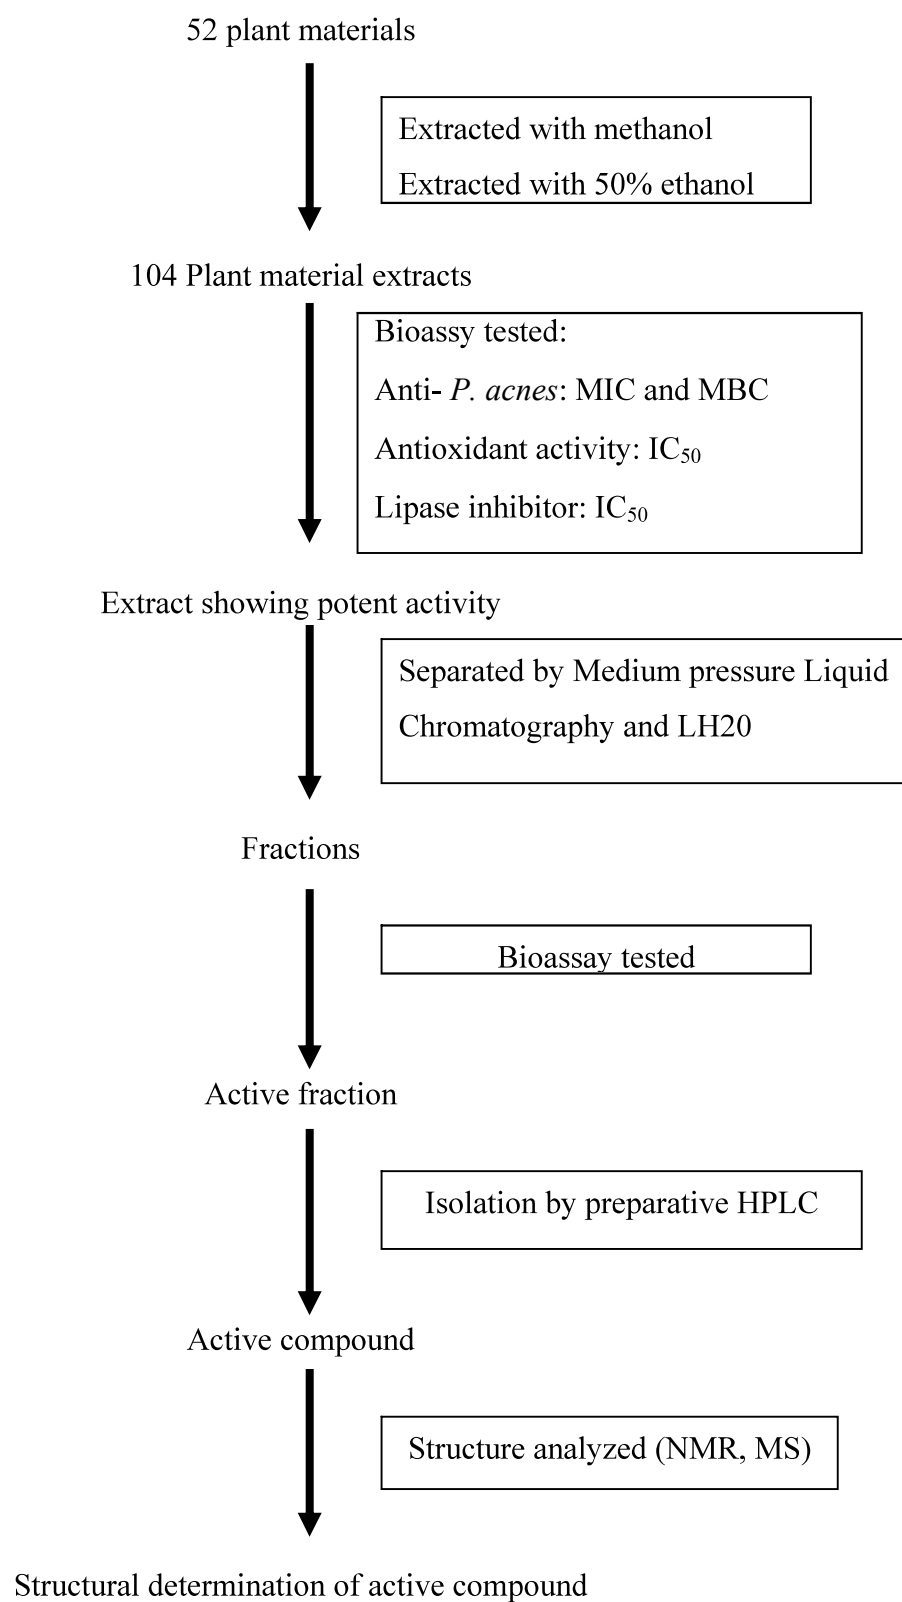 52 plant materials
Extracted with methanol
Extracted with 50% ethanol
104 Plant material extracts
Bioassy tested:
Anti- P. acnes: MIC and MBC
Antioxidant activity: IC50
Lipase inhibitor: IC50
Extract showing potent activity
Separated by Medium pressure Liquid
Chromatography and LH20
Fractions
Bioassay tested
Active fraction
Isolation by preparative HPLC
Active compound
Structure analyzed (NMR, MS)
Structural determination of active compound